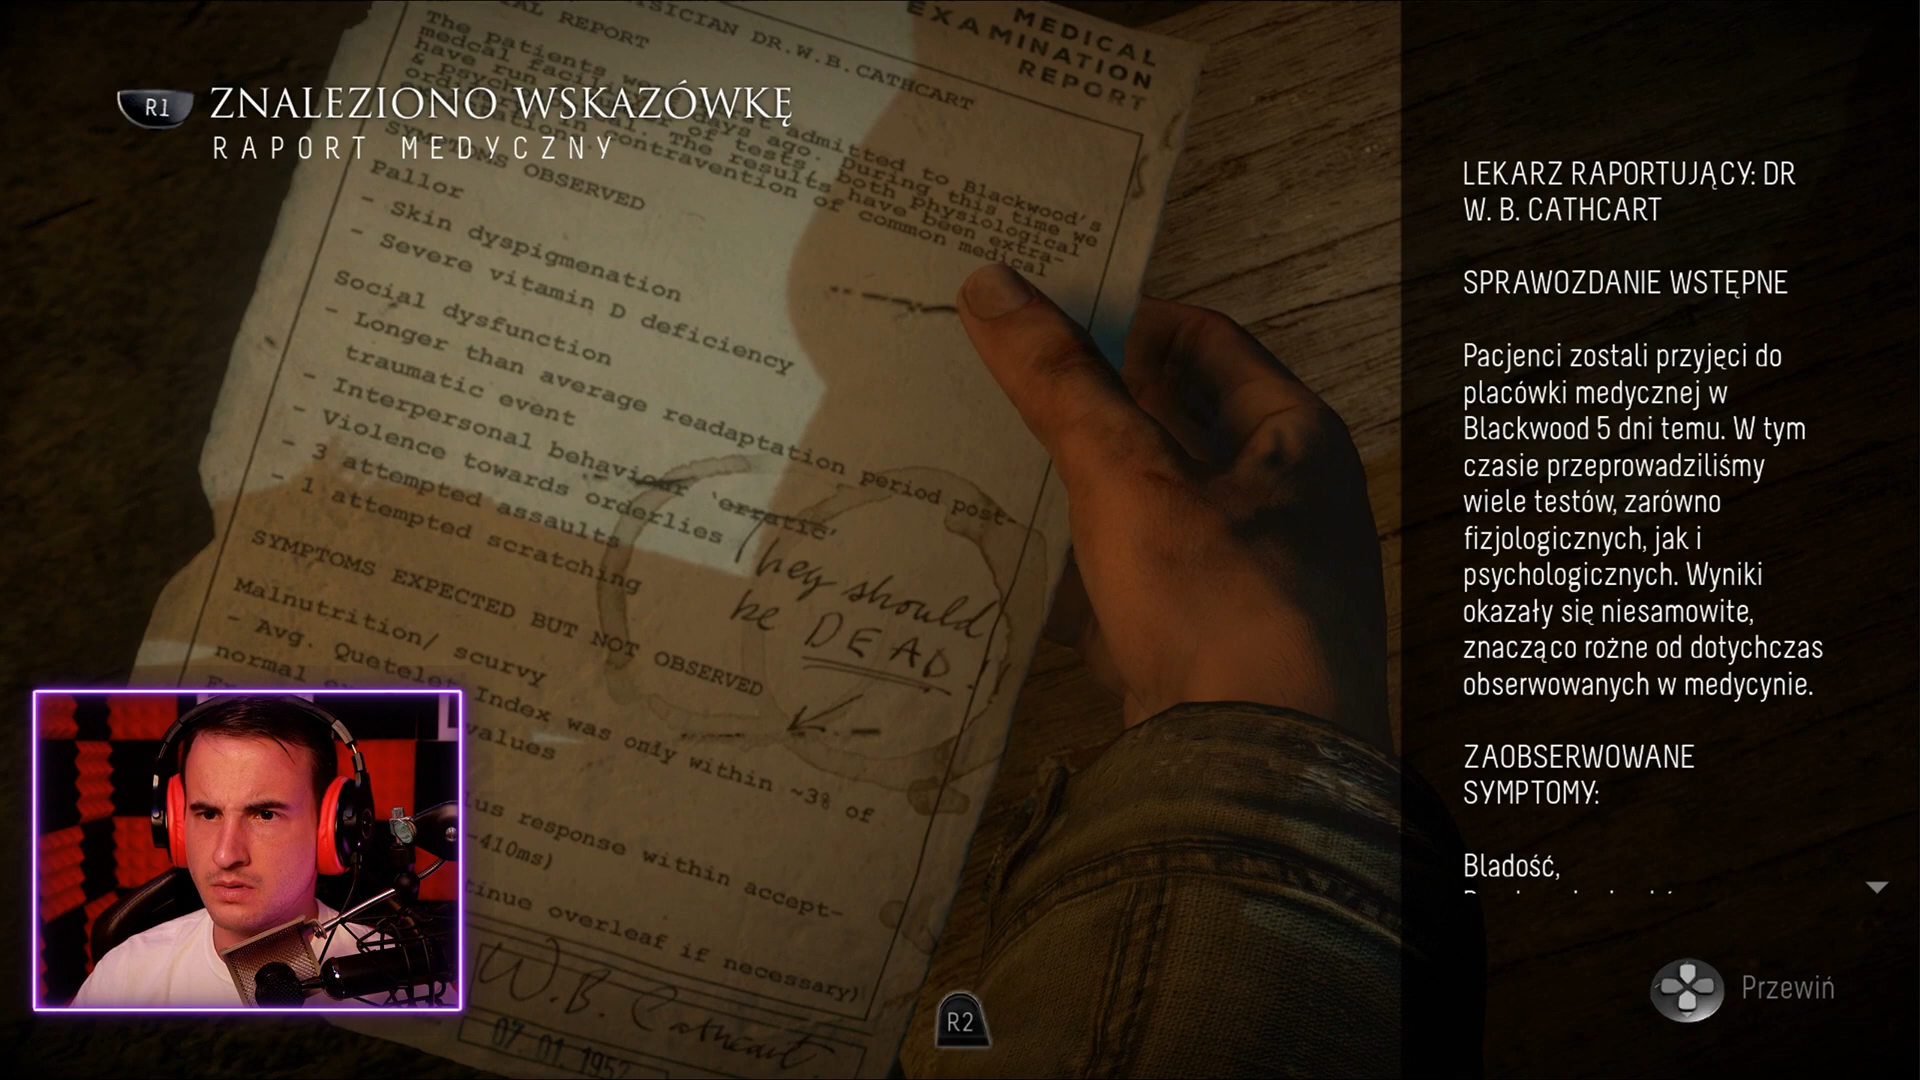 R1
ZNALEZIONO WSKAZÓWKĘ
RAPORT MEDYCZNY
DR.W.B.CATHCART
REPORT
MEDICAL
EXAMINATION
REPORT
The patients admitted to Blackwood's
ago. During this time we
have run of tests, both physiological
& The results have been extra-
contravention of common medical
SYMPTOMS OBSERVED
Pallor
- Skin dyspigmenation
- Severe vitamin D deficiency
Social dysfunction
- Longer than average readaptation period post-
traumatic event
- Interpersonal behaviour 'erratic'
- Violence towards orderlies
- 3 attempted assaults
- 1 attempted scratching
They should
be DEAD!
SYMPTOMS EXPECTED BUT NOT OBSERVED
Malnutrition/ scurvy
- Avg. Quetelet Index was only within ~3% of
normal
values
response within accept-
-410ms)
overleaf if necessary)
W.B. Cathcart
07.01.1952
R2
LEKARZ RAPORTUJĄCY: DR
W. B. CATHCART
SPRAWOZDANIE WSTĘPNE
Pacjenci zostali przyjęci do
placówki medycznej w
Blackwood 5 dni temu. W tym
czasie przeprowadziliśmy
wiele testów, zarówno
fizjologicznych, jak i
psychologicznych. Wyniki
okazały się niesamowite,
znacząco rożne od dotychczas
obserwowanych w medycynie.
ZAOBSERWOWANE
SYMPTOMY:
Bladość,
Przewiń